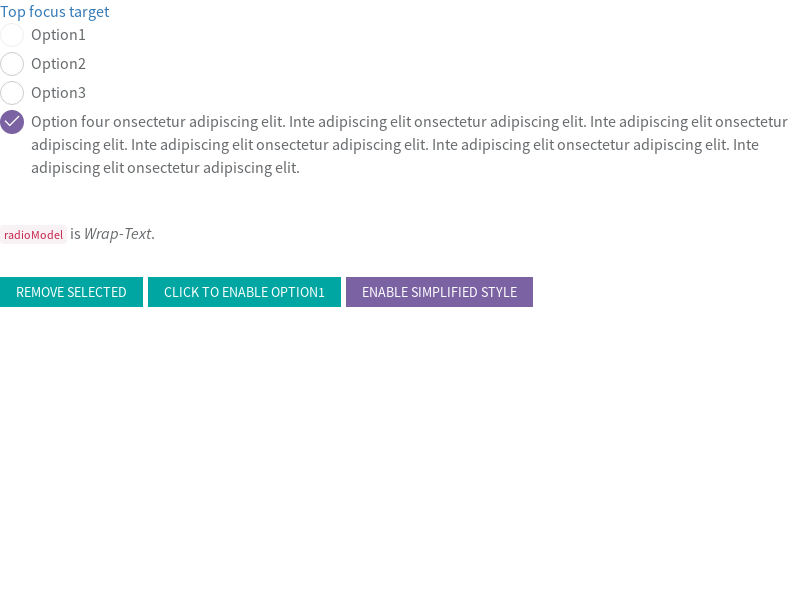 Top focus target
Option1
Option2
Option3
Option four onsectetur adipiscing elit. Inte adipiscing elit onsectetur adipiscing elit. Inte adipiscing elit onsectetur
adipiscing elit. Inte adipiscing elit onsectetur adipiscing elit. Inte adipiscing elit onsectetur adipiscing elit. Inte
adipiscing elit onsectetur adipiscing elit.
radioModel is Wrap-Text.
REMOVE SELECTED CLICK TO ENABLE OPTION1 ENABLE SIMPLIFIED STYLE